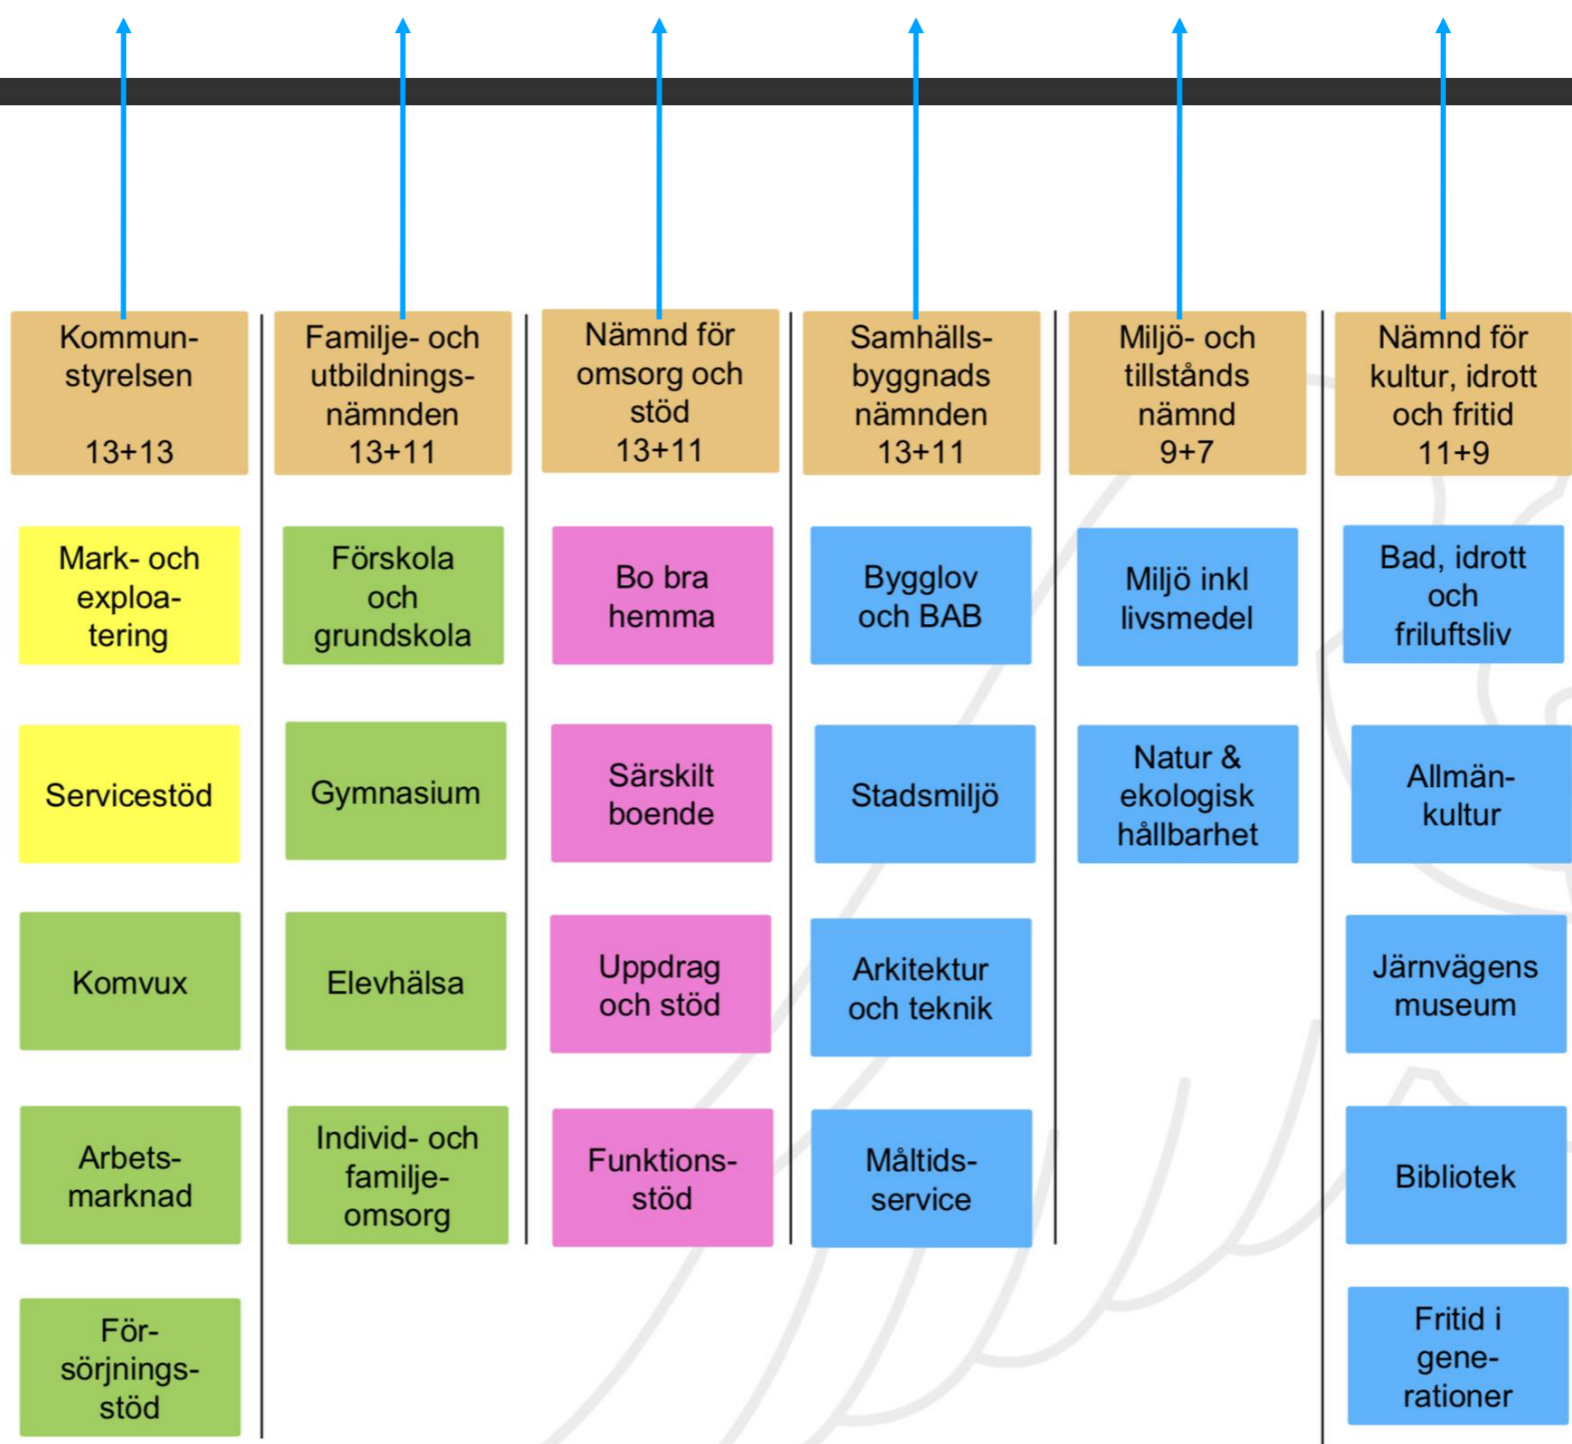 Kommun-
styrelsen
13+13
Familje- och
utbildnings-
nämnden
13+11
Nämnd för
omsorg och
stöd
13+11
Samhälls-
byggnads
nämnden
13+11
Miljö- och
tillstånds
nämnd
9+7
Nämnd för
kultur, idrott
och fritid
11+9
Mark- och
exploa-
tering
Förskola
och
grundskola
Bo bra
hemma
Bygglov
och BAB
Miljö inkl
livsmedel
Bad, idrott
och
friluftsliv
Servicestöd
Gymnasium
Särskilt
boende
Stadsmiljö
Natur &
ekologisk
hållbarhet
Allmän-
kultur
Komvux
Elevhälsa
Uppdrag
och stöd
Arkitektur
och teknik
Järnvägens
museum
Arbets-
marknad
Individ- och
familje-
omsorg
Funktions-
stöd
Måltids-
service
Bibliotek
För-
sörjnings-
stöd
Fritid i
gene-
rationer